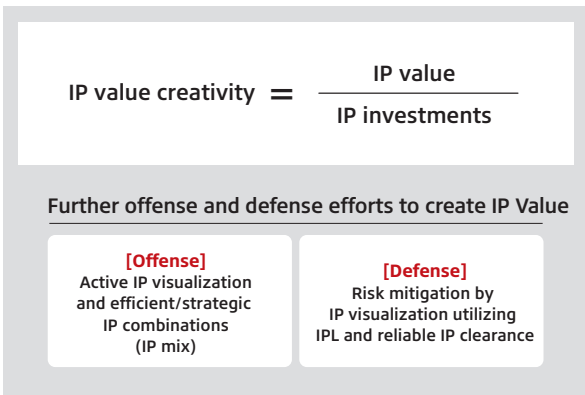 IP value creativity = IP value
IP investments
Further offense and defense efforts to create IP Value
[Offense]
Active IP visualization
and efficient/strategic
IP combinations
(IP mix)
[Defense]
Risk mitigation by
IP visualization utilizing
IPL and reliable IP clearance